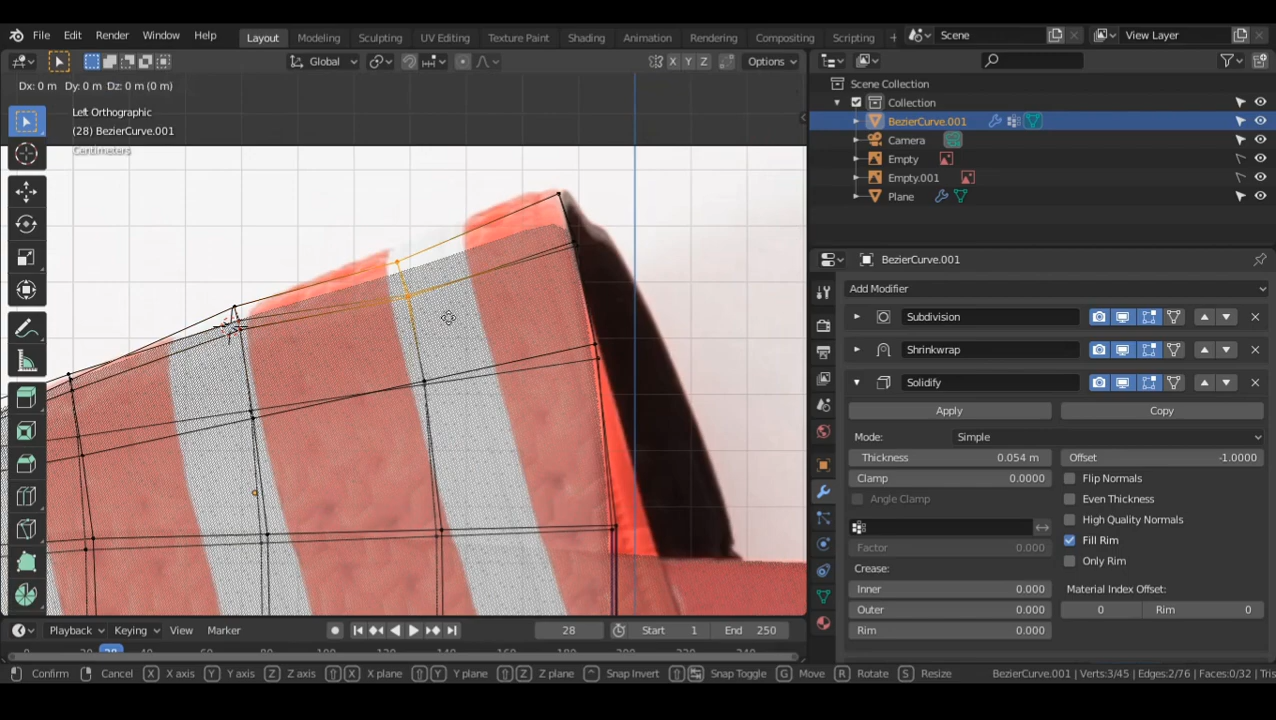 File Edit Render Window Help Layout Modeling Sculpting UV Editing Texture Paint Shading Animation Rendering Compositing Scripting + Scene View Layer
Global X Y Z Options
Dx: 0 m Dy: 0 m Dz: 0 m (0 m)
Left Orthographic
(28) BezierCurve.001
Centimeters
Scene Collection
Collection
BezierCurve.001
Camera
Empty
Empty.001
Plane
BezierCurve.001
Add Modifier
Subdivision
Shrinkwrap
Solidify
Apply Copy
Mode: Simple
Thickness 0.054 m Offset -1.0000
Clamp 0.0000 Flip Normals
Angle Clamp Even Thickness
High Quality Normals
Factor 0.000 Fill Rim
Crease: Only Rim
Inner 0.000 Material Index Offset:
Outer 0.000 0 Rim 0
Rim 0.000
Playback Keying View Marker 28 Start 1 End 250
Confirm Cancel X X axis Y Y axis Z Z axis X X plane Y Y plane Z Z plane Snap Invert Snap Toggle G Move R Rotate S Resize BezierCurve.001 | Verts:3/45 | Edges:2/76 | Faces:0/32 | Tris